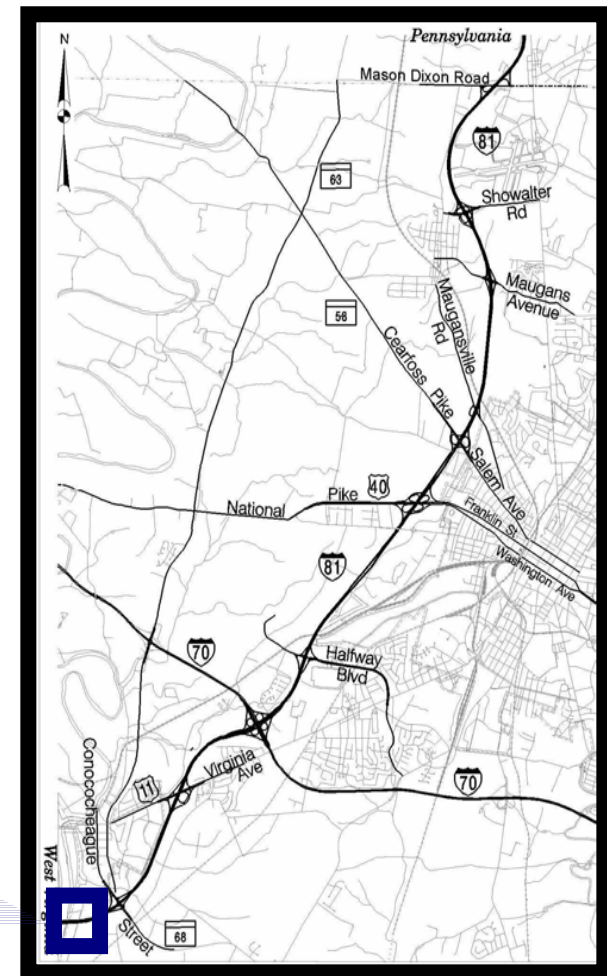 Pennsylvania
N
Mason Dixon Road
81
63
Showalter
Rd
Maugans
Avenue
Maugansville
Rd
58
Cearfoss Pike
Salem Ave
40
National Pike
Franklin St
Washington Ave
81
Halfway
Blvd
70
Virginia
Ave
11
70
Conococheague
Street
West
68